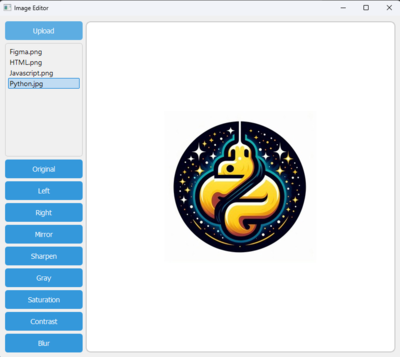 Image Editor
Upload
Figma.png
HTML.png
Javascript.png
Python.jpg
Original
Left
Right
Mirror
Sharpen
Gray
Saturation
Contrast
Blur